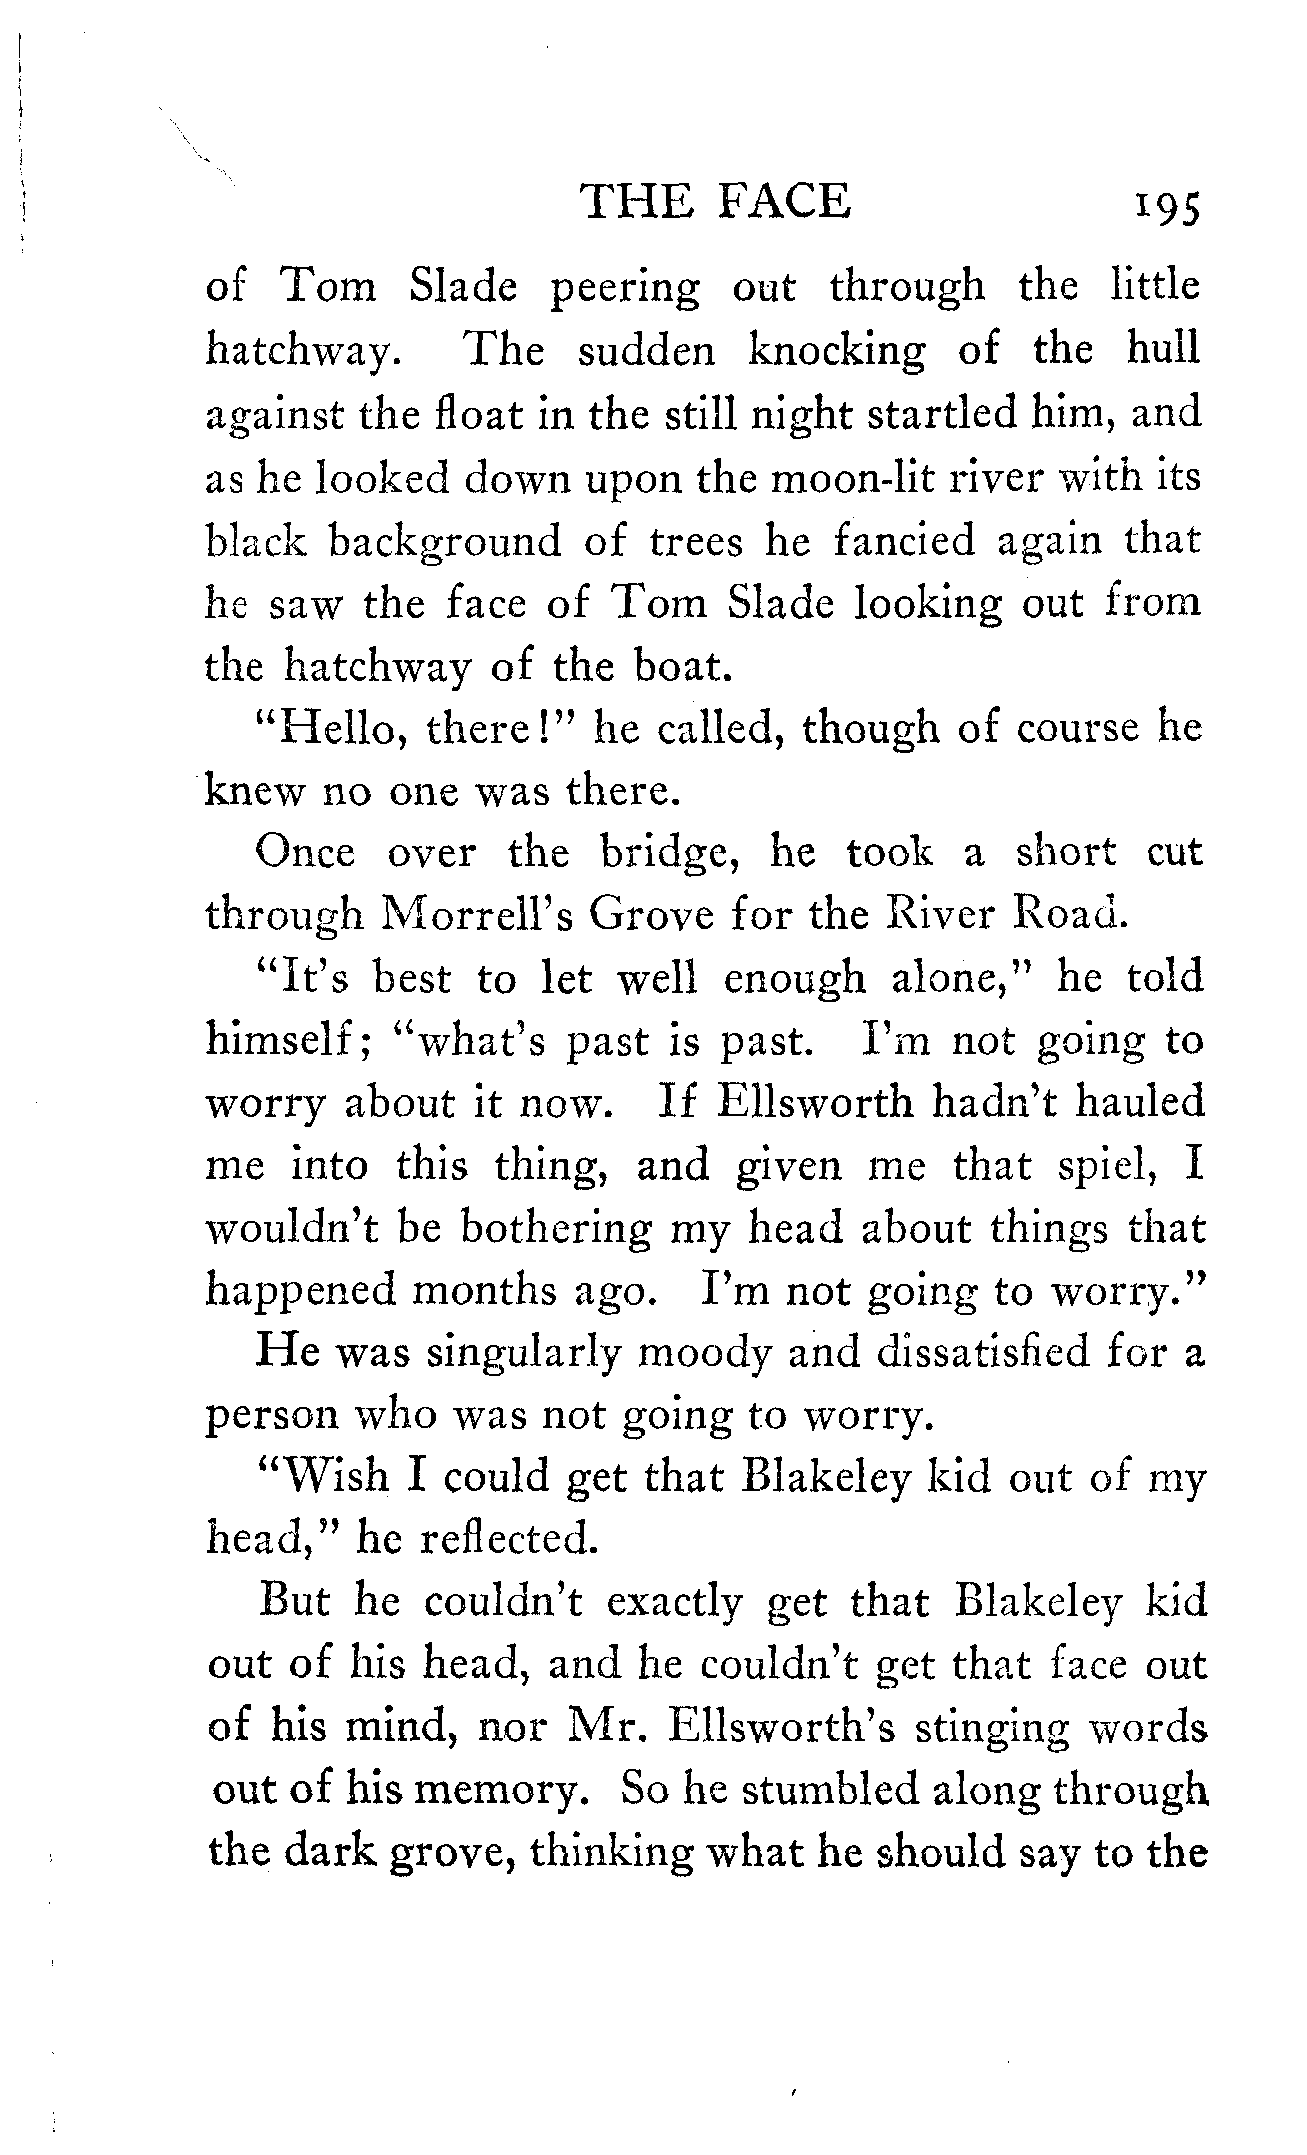 THE FACE 195
of Tom Slade peering out through the little
hatchway. The sudden knocking of the hull
against the float in the still night startled him, and
as he looked down upon the moon-lit river with its
black background of trees he fancied again that
he saw the face of Tom Slade looking out from
the hatchway of the boat.
"Hello, there!" he called, though of course he
knew no one was there.
Once over the bridge, he took a short cut
through Morrell's Grove for the River Road.
"It's best to let well enough alone," he told
himself; "what's past is past. I'm not going to
worry about it now. If Ellsworth hadn't hauled
me into this thing, and given me that spiel, I
wouldn't be bothering my head about things that
happened months ago. I'm not going to worry."
He was singularly moody and dissatisfied for a
person who was not going to worry.
"Wish I could get that Blakeley kid out of my
head," he reflected.
But he couldn't exactly get that Blakeley kid
out of his head, and he couldn't get that face out
of his mind, nor Mr. Ellsworth's stinging words
out of his memory. So he stumbled along through
the dark grove, thinking what he should say to the